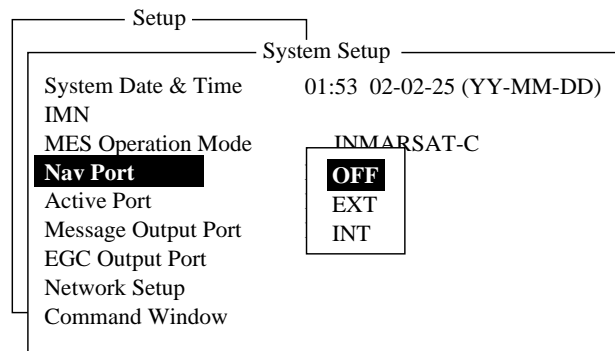 Setup
System Setup
System Date & Time 01:53 02-02-25 (YY-MM-DD)
IMN
MES Operation Mode INMARSAT-C
Nav Port OFF
Active Port EXT
Message Output Port INT
EGC Output Port
Network Setup
Command Window